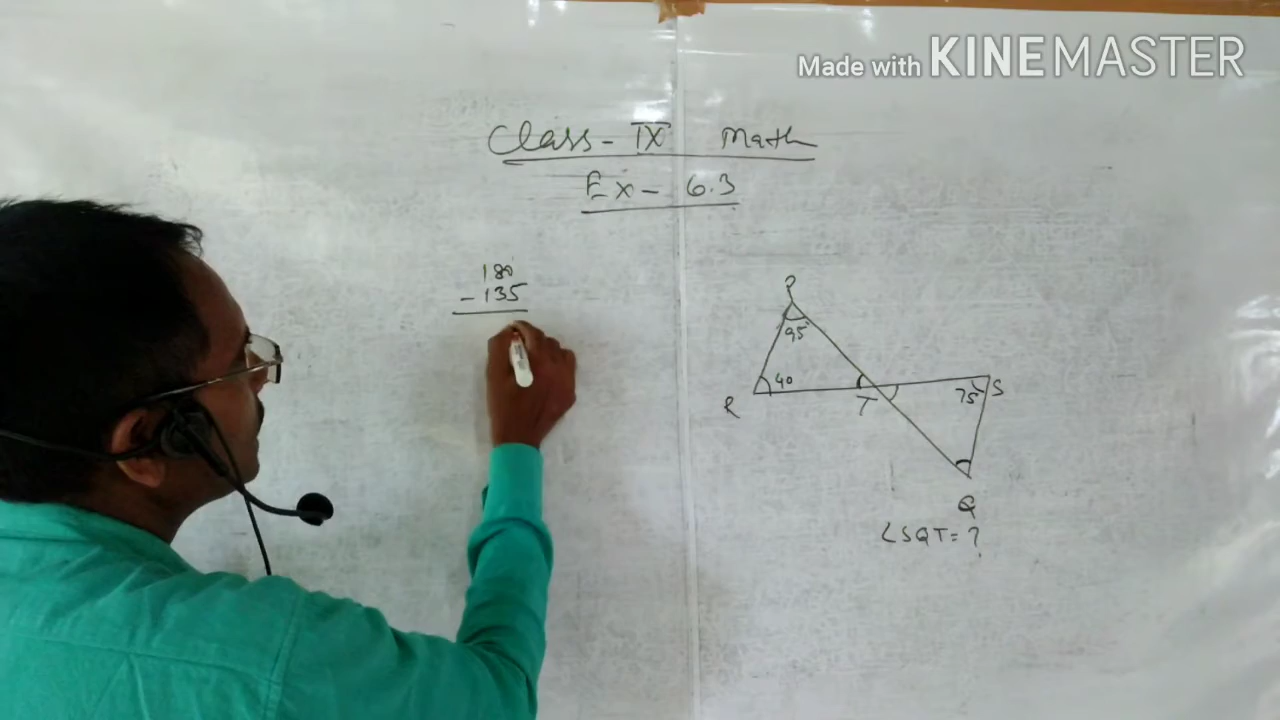 Made with KINEMASTER
Class - IX Math
Ex - 6.3
180
- 135
P
95°
40
R
T
75°
S
Q
∠SQT = ?